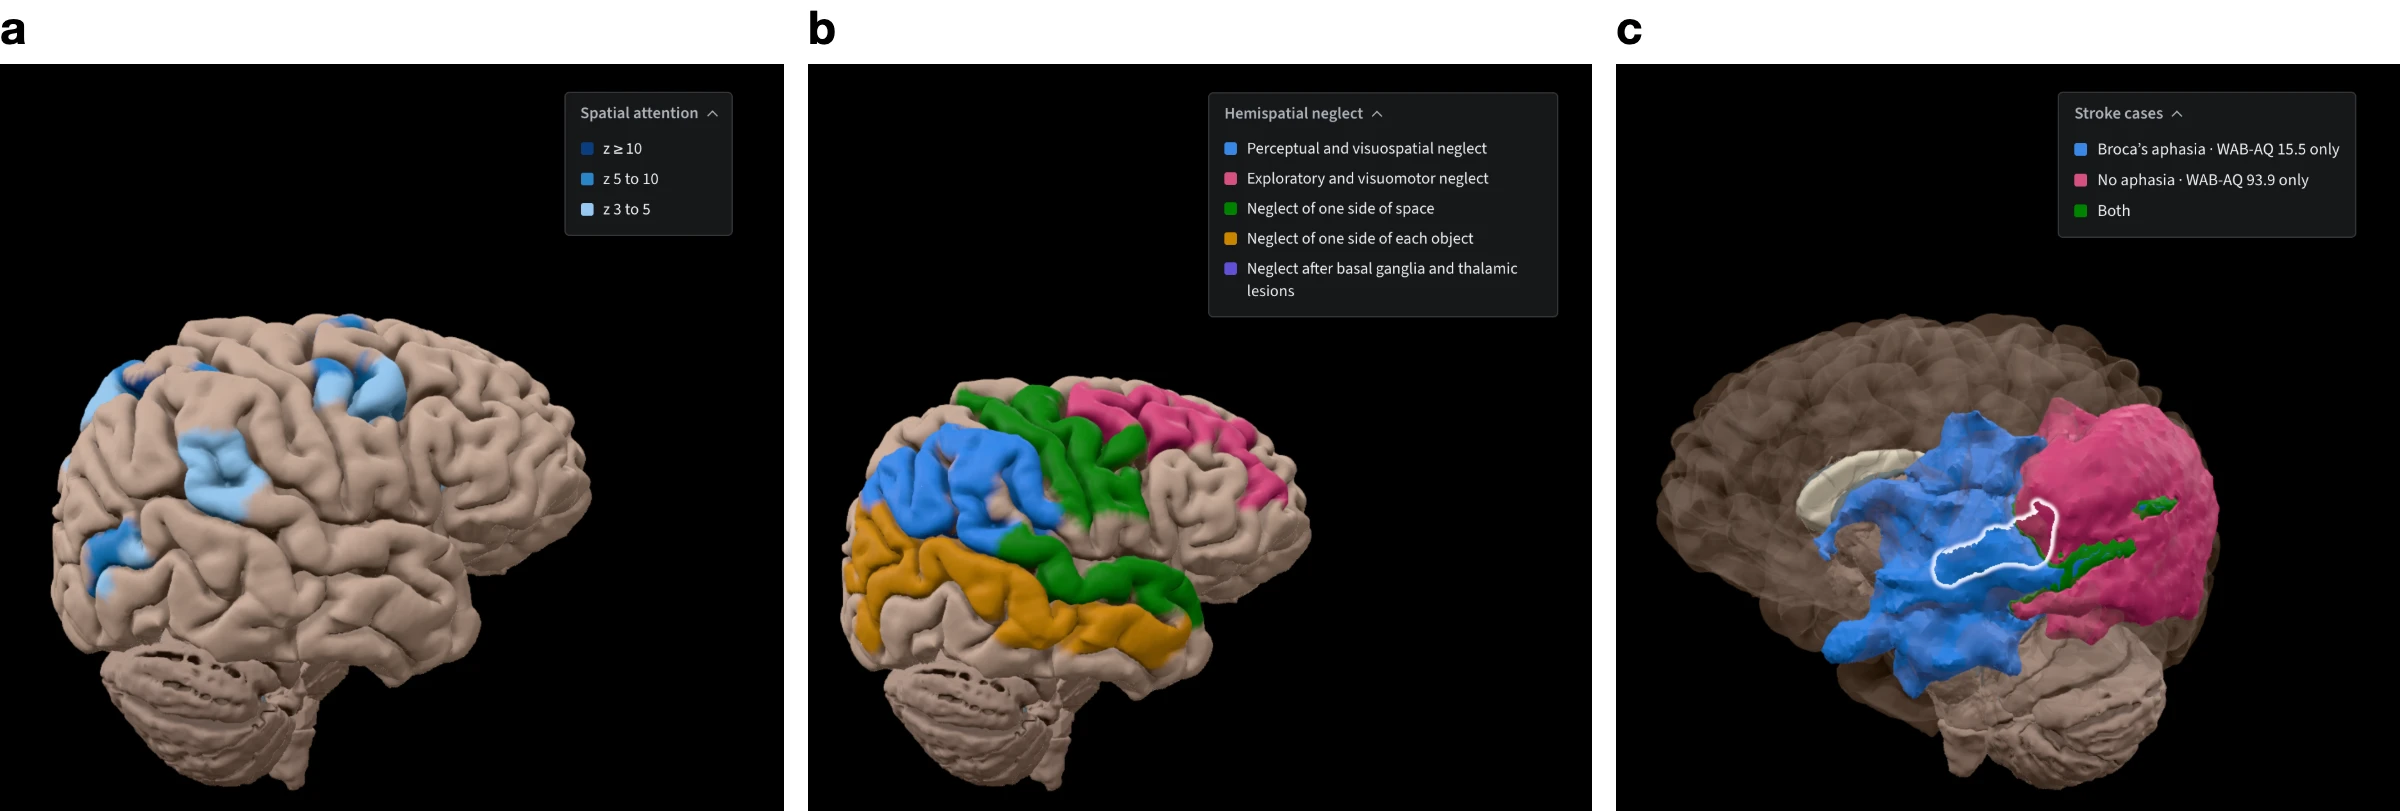 a
Spatial attention
z ≥ 10
z 5 to 10
z 3 to 5
b
Hemispatial neglect
Perceptual and visuospatial neglect
Exploratory and visuomotor neglect
Neglect of one side of space
Neglect of one side of each object
Neglect after basal ganglia and thalamic
lesions
c
Stroke cases
Broca’s aphasia · WAB-AQ 15.5 only
No aphasia · WAB-AQ 93.9 only
Both